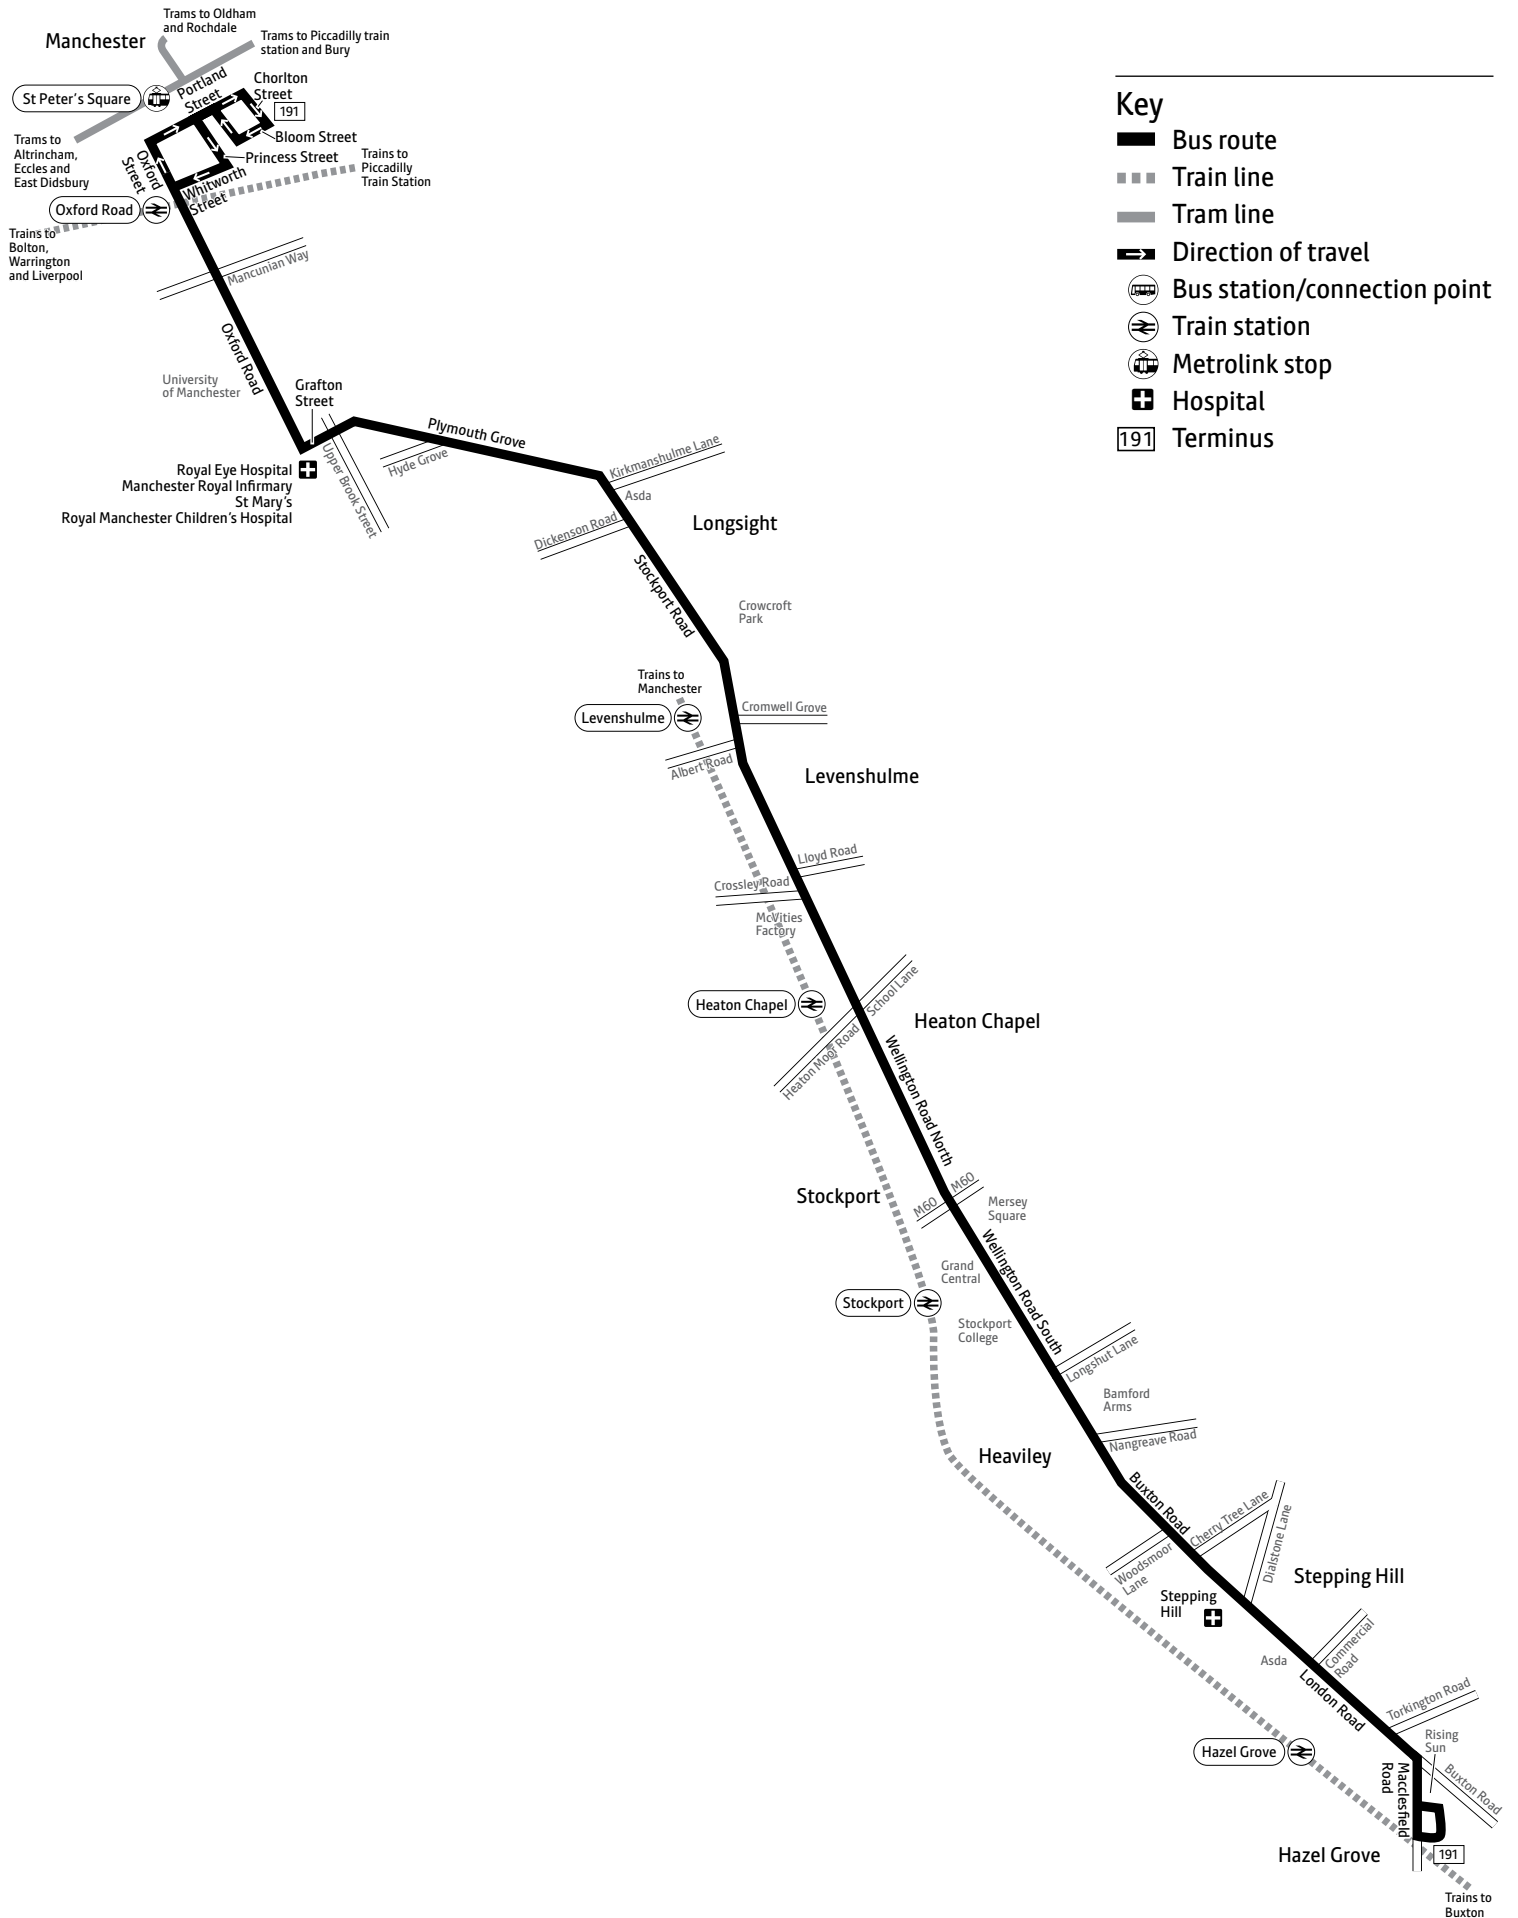 Trams to Oldham
and Rochdale
Manchester
Trams to Piccadilly train
station and Bury
Portland
Street
Chorlton
Street
St Peter's Square
191
Bloom Street
Princess Street
Trams to
Altrincham,
Eccles and
East Didsbury
Oxford
Street
Whitworth
Street
Trains to
Piccadilly
Train Station
Oxford Road
Trains to
Bolton,
Warrington
and Liverpool
Mancunian Way
Oxford Road
University
of Manchester
Grafton
Street
Plymouth Grove
Hyde Grove
Upper Brook Street
Royal Eye Hospital
Manchester Royal Infirmary
St Mary's
Royal Manchester Children's Hospital
Kirkmanshulme Lane
Asda
Dickenson Road
Longsight
Stockport Road
Crowcroft
Park
Trains to
Manchester
Levenshulme
Cromwell Grove
Albert Road
Levenshulme
Lloyd Road
Crossley Road
McVities
Factory
School Lane
Heaton Chapel
Heaton Chapel
Heaton Moor Road
Wellington Road North
Stockport
M60
M60
Mersey
Square
Wellington Road South
Grand
Central
Stockport
Stockport
College
Longshut Lane
Bamford
Arms
Nangreave Road
Heaviley
Buxton Road
Cherry Tree Lane
Dialstone Lane
Woodsmoor
Lane
Stepping Hill
Stepping
Hill
Commercial
Road
Asda
London Road
Torkington Road
Rising
Sun
Hazel Grove
Buxton Road
Macclesfield
Road
Hazel Grove
191
Trains to
Buxton
Key
Bus route
Train line
Tram line
Direction of travel
Bus station/connection point
Train station
Metrolink stop
Hospital
191 Terminus